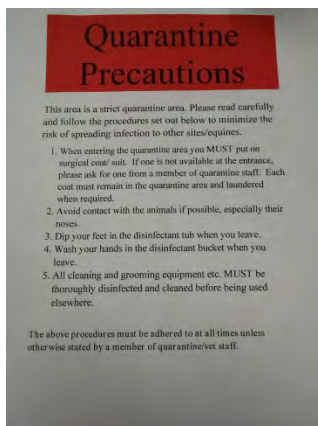 Quarantine
Precautions
This area is a strict quarantine area. Please read carefully
and follow the procedures set out below to minimize the
risk of spreading infection to other sites/equines.
1. When entering the quarantine area you MUST put on
surgical coat/ suit. If one is not available at the entrance,
please ask for one from a member of quarantine staff. Each
coat must remain in the quarantine area and laundered
when required.
2. Avoid contact with the animals if possible, especially their
noses.
3. Dip your feet in the disinfectant tub when you leave.
4. Wash your hands in the disinfectant bucket when you
leave.
5. All cleaning and grooming equipment etc. MUST be
thoroughly disinfected and cleaned before being used
elsewhere.
The above procedures must be adhered to at all times unless
otherwise stated by a member of quarantine/vet staff.